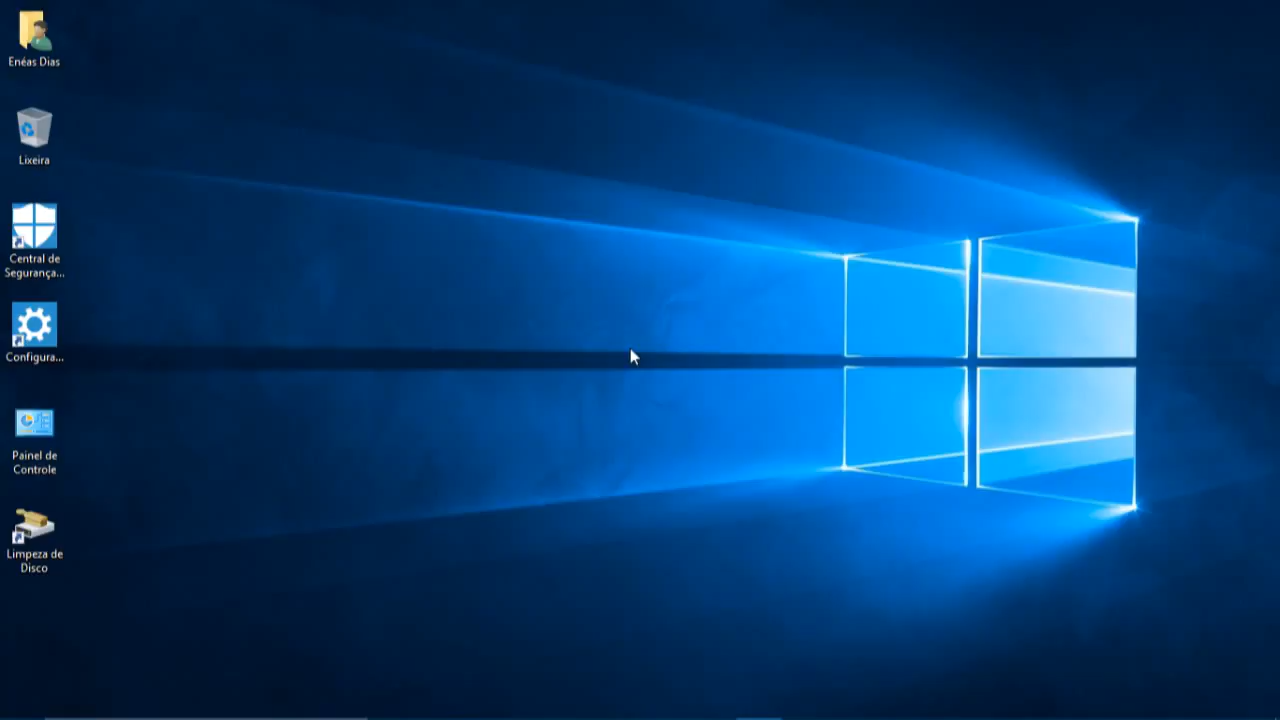 Enéas Dias
Lixeira
Central de
Segurança...
Configura...
Painel de
Controle
Limpeza de
Disco